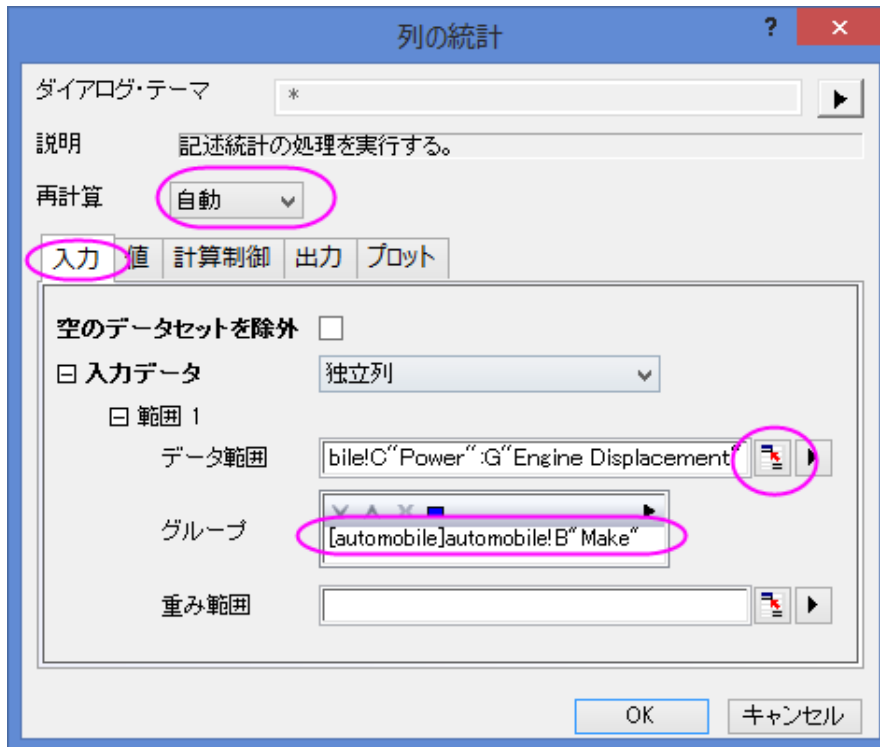 列の統計 ?
ダイアログ・テーマ *
説明 記述統計の処理を実行する。
再計算 自動
入力 値 計算制御 出力 プロット
空のデータセットを除外
入力データ 独立列
範囲 1
データ範囲 bile!C"Power":G"Engine Displacement"
グループ [automobile]automobile!B"Make"
重み範囲
OK キャンセル